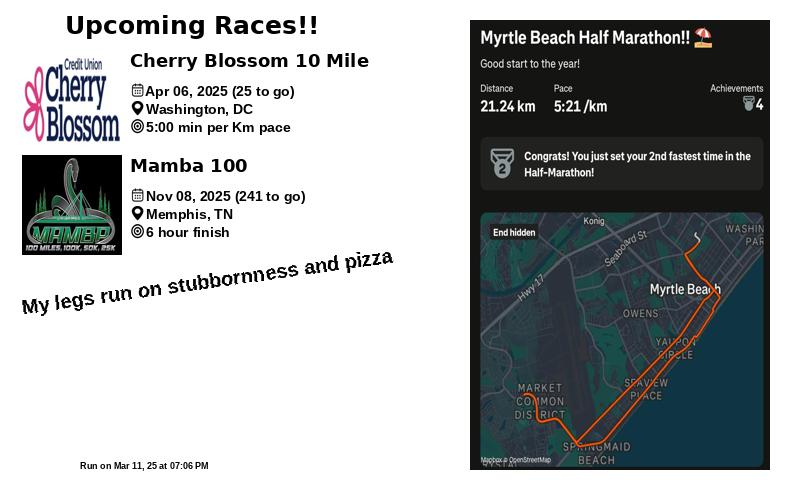 Upcoming Races!!
Credit Union
Cherry
Blossom
Cherry Blossom 10 Mile
Apr 06, 2025 (25 to go)
Washington, DC
5:00 min per Km pace
MAMBA
100 MILES, 100K, 50K, 25K
Mamba 100
Nov 08, 2025 (241 to go)
Memphis, TN
6 hour finish
My legs run on stubbornness and pizza
Run on Mar 11, 25 at 07:06 PM
Myrtle Beach Half Marathon!! ⛱️
Good start to the year!
Distance Pace Achievements
21.24 km 5:21 /km 4
2
Congrats! You just set your 2nd fastest time in the
Half-Marathon!
End hidden
Konig
Seaboard St
WASHIN
PAR
Hwy 17
Myrtle Beach
OWENS
YAUPON
CIRCLE
SEAVIEW
PLACE
MARKET
COMMON
DISTRICT
SPRINGMAID
BEACH
Mapbox © OpenStreetMap